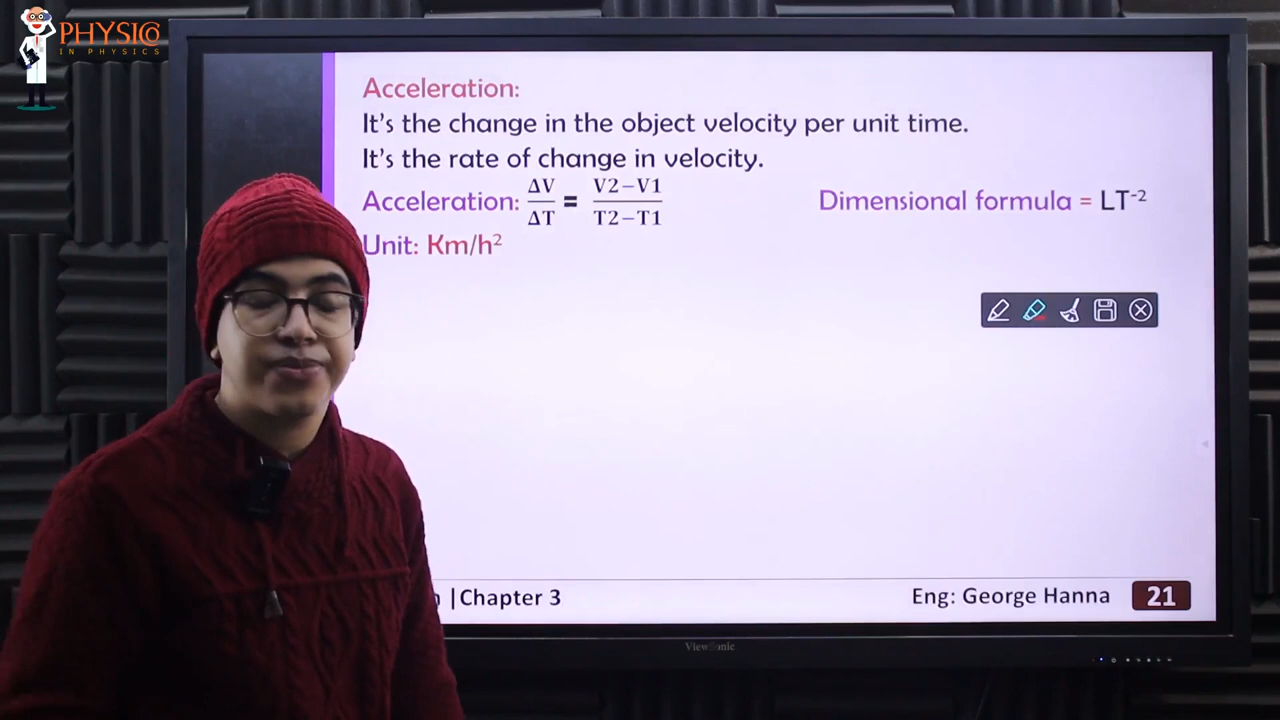 PHYSICO
IN PHYSICS
Acceleration:
It's the change in the object velocity per unit time.
It's the rate of change in velocity.
Acceleration: ΔV/ΔT = V2−V1/T2−T1
Dimensional formula = LT⁻²
Unit: Km/h²
|Chapter 3
Eng: George Hanna
21
ViewSonic